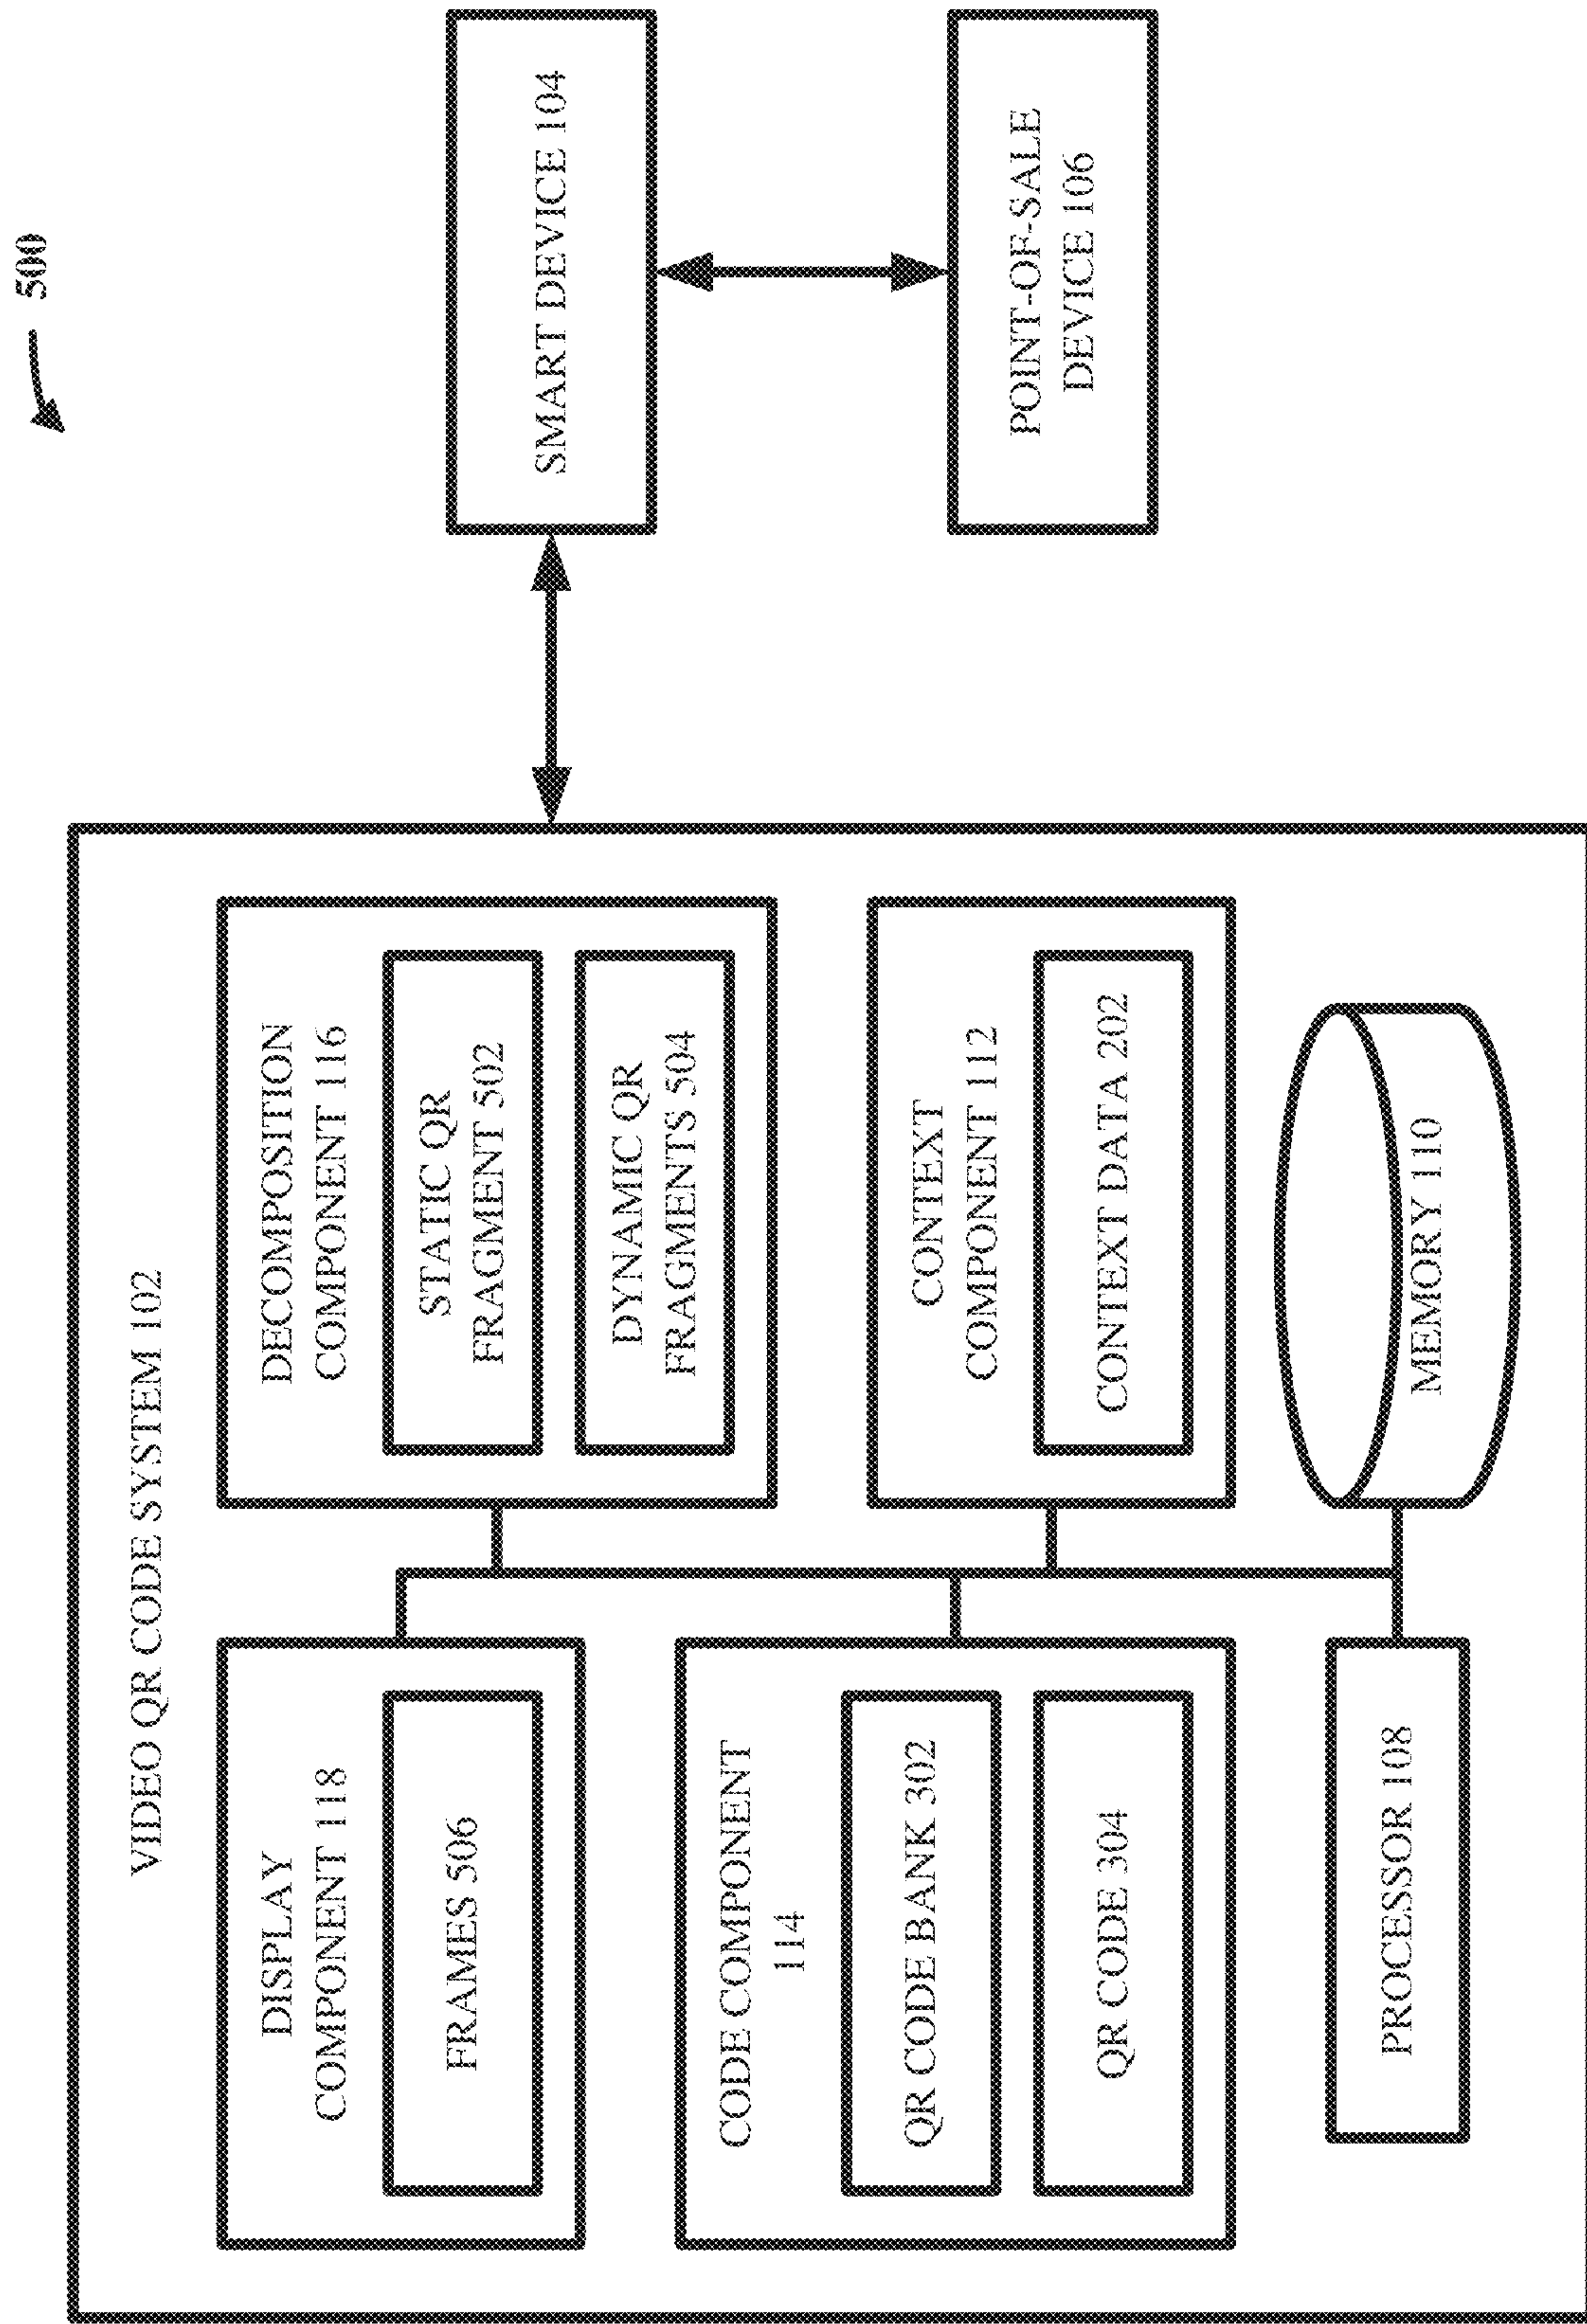 500
VIDEO QR CODE SYSTEM 102
DISPLAY
COMPONENT 118
FRAMES 506
DECOMPOSITION
COMPONENT 116
STATIC QR
FRAGMENT 502
DYNAMIC QR
FRAGMENTS 504
CODE COMPONENT
114
QR CODE BANK 302
QR CODE 304
CONTEXT
COMPONENT 112
CONTEXT DATA 202
PROCESSOR 108
MEMORY 110
SMART DEVICE 104
POINT-OF-SALE
DEVICE 106